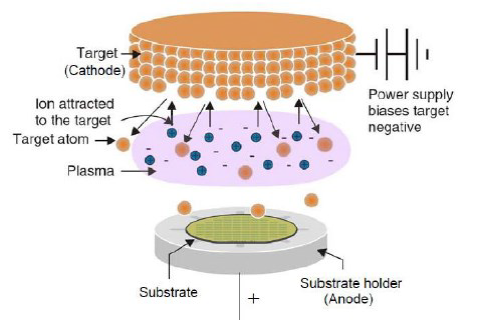 Target
(Cathode)
Ion attracted
to the target
Target atom
Plasma
Power supply
biases target
negative
Substrate
+
Substrate holder
(Anode)